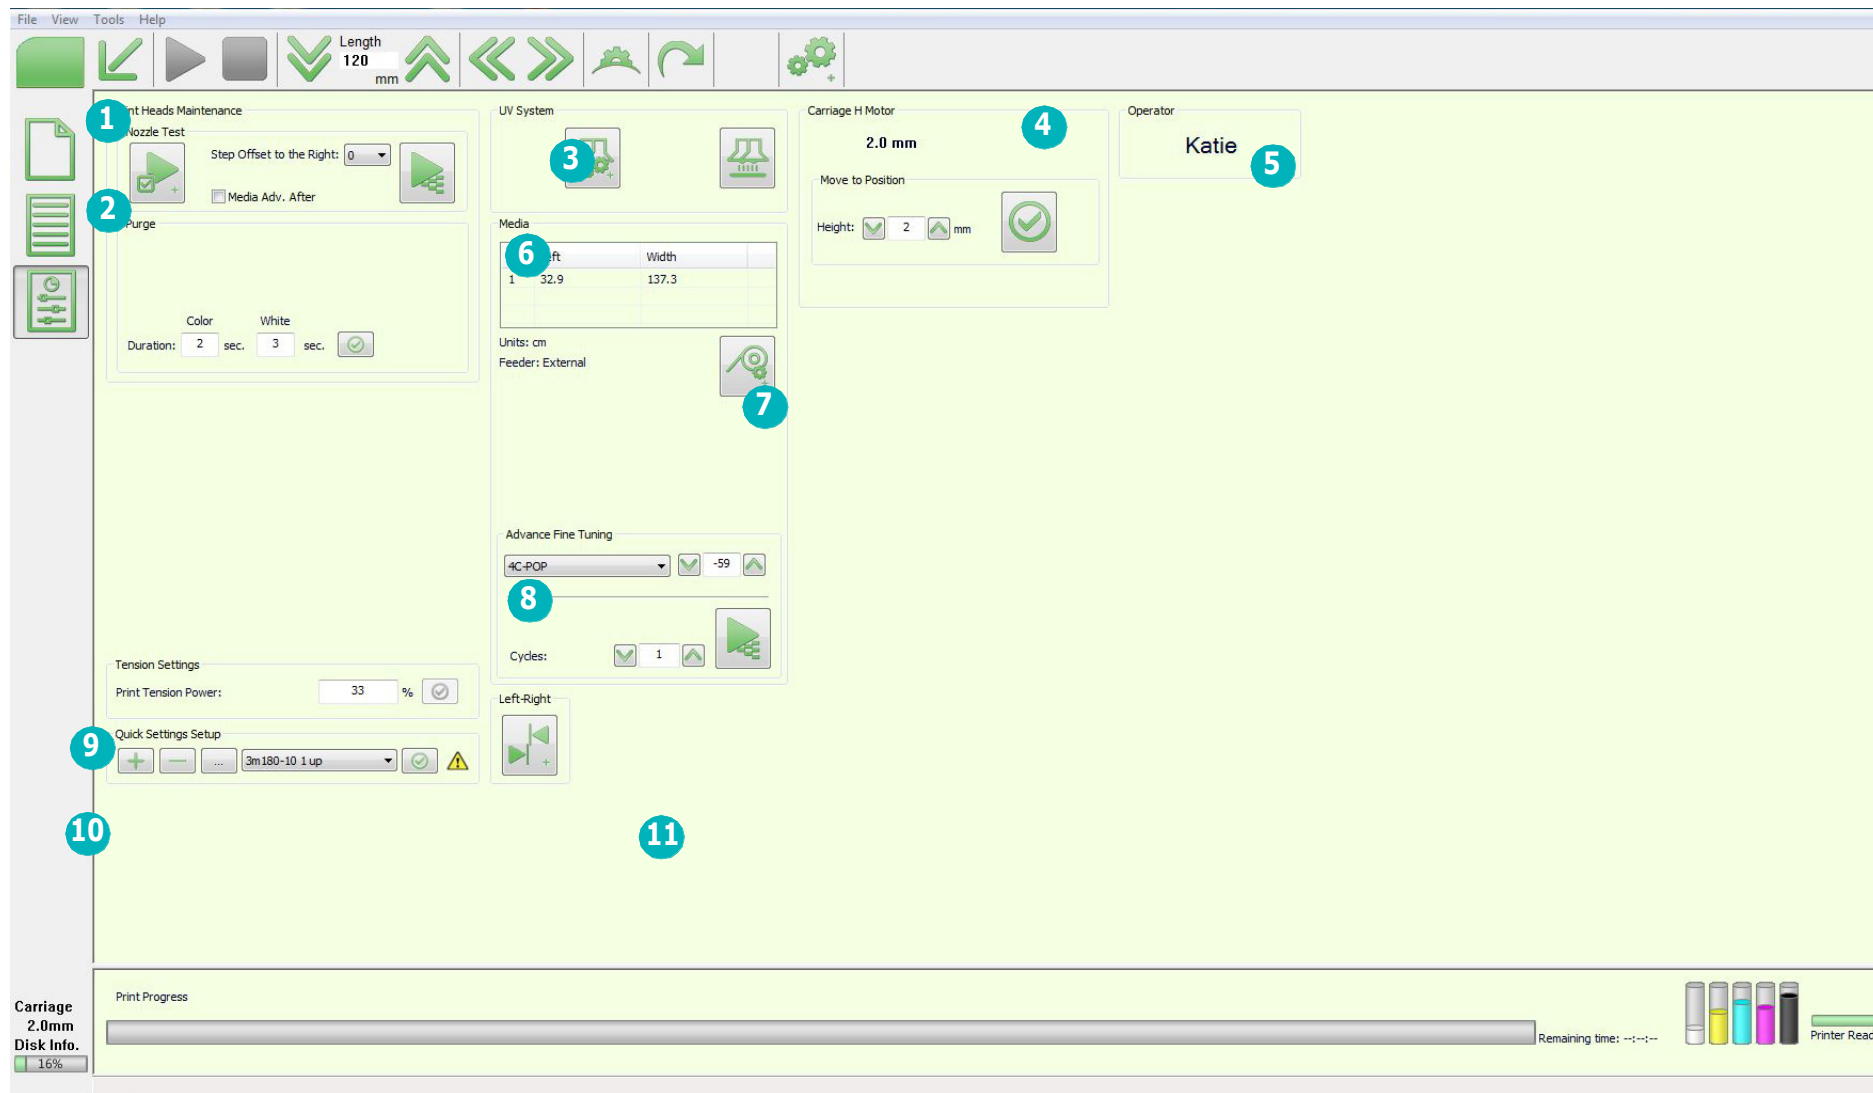 File View Tools Help
Length
120
mm
1
nt Heads Maintenance
Nozzle Test
Step Offset to the Right: 0
Media Adv. After
2
Purge
Color White
Duration: 2 sec. 3 sec.
UV System
3
Carriage H Motor
4
2.0 mm
Move to Position
Height: 2 mm
Operator
Katie
5
Media
6
ft Width
1 32.9 137.3
Units: cm
Feeder: External
7
Advance Fine Tuning
4C-POP -59
8
Cycles: 1
Tension Settings
Print Tension Power: 33 %
Left-Right
9
Quick Settings Setup
... 3m180-10 1 up
10
11
Print Progress
Carriage
2.0mm
Disk Info.
16%
Remaining time: --:--:--
Printer Read